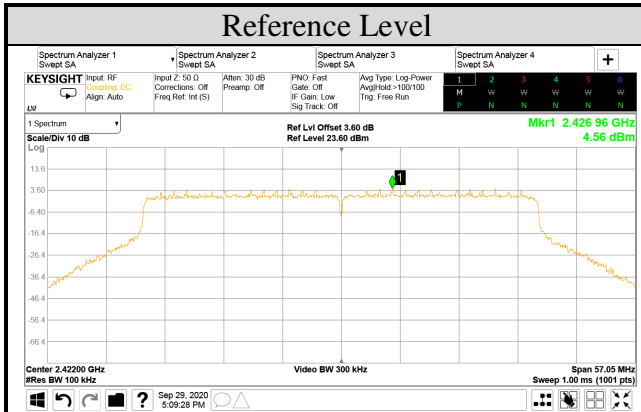 Reference Level
Spectrum Analyzer 1
Swept SA
Spectrum Analyzer 2
Swept SA
Spectrum Analyzer 3
Swept SA
Spectrum Analyzer 4
Swept SA
+
KEYSIGHT
Input: RF
Coupling: DC
Align: Auto
Input Z: 50 Ω
Corrections: Off
Freq Ref: Int (S)
Atten: 30 dB
Preamp: Off
PNO: Fast
Gate: Off
IF Gain: Low
Sig Track: Off
Avg Type: Log-Power
Avg|Hold:>100/100
Trig: Free Run
1 2 3 4 5 6
M W W W W W
P N N N N N
LXI
1 Spectrum
Scale/Div 10 dB
Ref Lvl Offset 3.60 dB
Ref Level 23.60 dBm
Mkr1 2.426 96 GHz
4.56 dBm
Log
1
13.6
3.60
-6.40
-16.4
-26.4
-36.4
-46.4
-56.4
-66.4
Center 2.42200 GHz
#Res BW 100 kHz
Video BW 300 kHz
Span 57.05 MHz
Sweep 1.00 ms (1001 pts)
?
Sep 29, 2020
5:09:28 PM